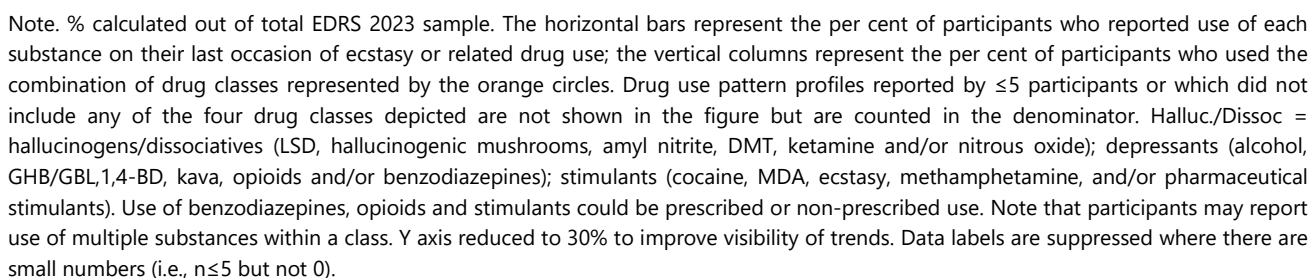 Note. % calculated out of total EDRS 2023 sample. The horizontal bars represent the per cent of participants who reported use of each
substance on their last occasion of ecstasy or related drug use; the vertical columns represent the per cent of participants who used the
combination of drug classes represented by the orange circles. Drug use pattern profiles reported by ≤5 participants or which did not
include any of the four drug classes depicted are not shown in the figure but are counted in the denominator. Halluc./Dissoc =
hallucinogens/dissociatives (LSD, hallucinogenic mushrooms, amyl nitrite, DMT, ketamine and/or nitrous oxide); depressants (alcohol,
GHB/GBL,1,4-BD, kava, opioids and/or benzodiazepines); stimulants (cocaine, MDA, ecstasy, methamphetamine, and/or pharmaceutical
stimulants). Use of benzodiazepines, opioids and stimulants could be prescribed or non-prescribed use. Note that participants may report
use of multiple substances within a class. Y axis reduced to 30% to improve visibility of trends. Data labels are suppressed where there are
small numbers (i.e., n≤5 but not 0).